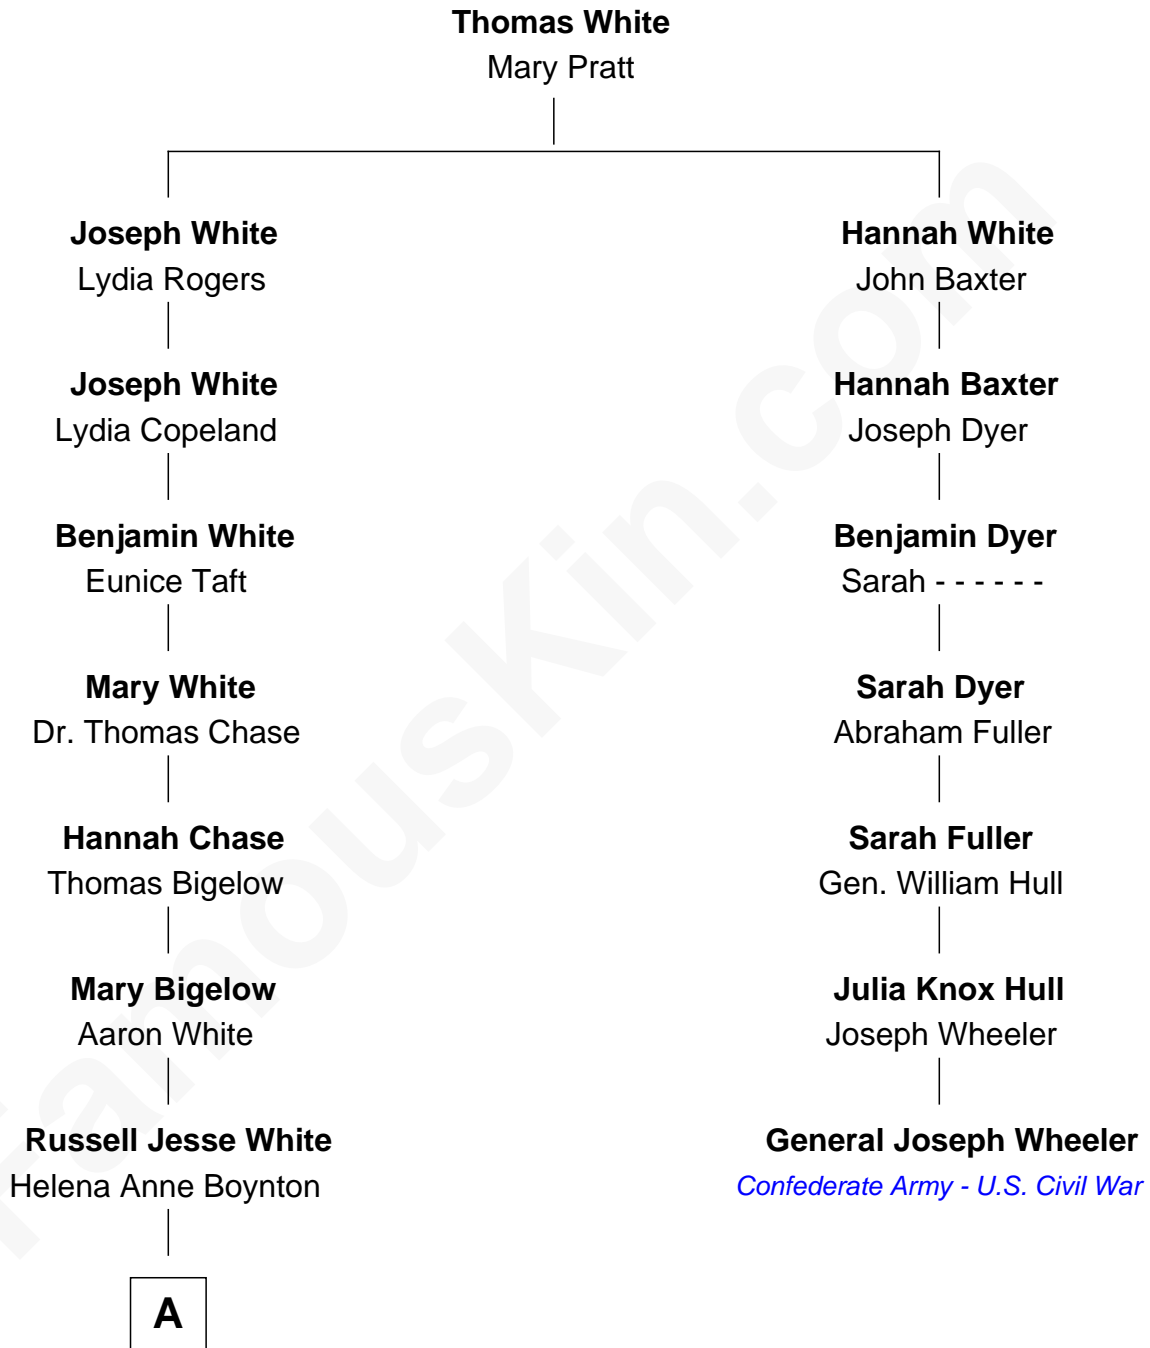 Thomas White
Mary Pratt
Joseph White
Lydia Rogers
Joseph White
Lydia Copeland
Benjamin White
Eunice Taft
Mary White
Dr. Thomas Chase
Hannah Chase
Thomas Bigelow
Mary Bigelow
Aaron White
Russell Jesse White
Helena Anne Boynton
A
Hannah White
John Baxter
Hannah Baxter
Joseph Dyer
Benjamin Dyer
Sarah - - - - - -
Sarah Dyer
Abraham Fuller
Sarah Fuller
Gen. William Hull
Julia Knox Hull
Joseph Wheeler
General Joseph Wheeler
Confederate Army - U.S. Civil War
FamousKin.com